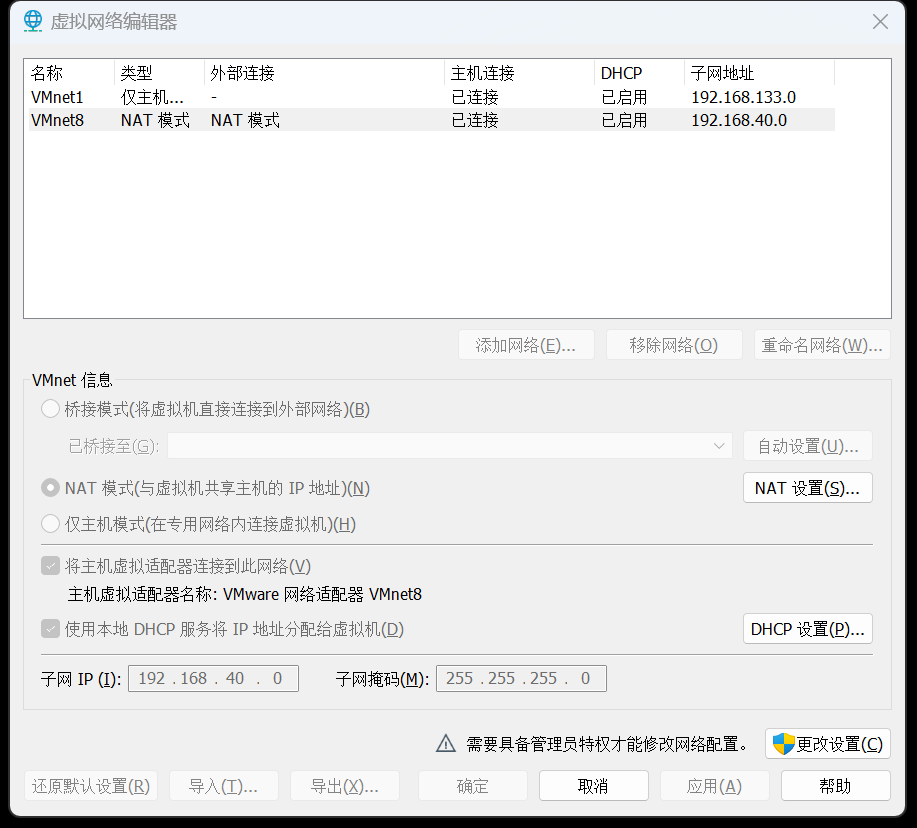 虚拟网络编辑器
名称 类型 外部连接 主机连接 DHCP 子网地址
VMnet1 仅主机... - 已连接 已启用 192.168.133.0
VMnet8 NAT 模式 NAT 模式 已连接 已启用 192.168.40.0
添加网络(E)... 移除网络(O) 重命名网络(W)...
VMnet 信息
桥接模式(将虚拟机直接连接到外部网络)(B)
已桥接至(G): 自动设置(U)...
NAT 模式(与虚拟机共享主机的 IP 地址)(N) NAT 设置(S)...
仅主机模式(在专用网络内连接虚拟机)(H)
将主机虚拟适配器连接到此网络(V)
主机虚拟适配器名称: VMware 网络适配器 VMnet8
使用本地 DHCP 服务将 IP 地址分配给虚拟机(D) DHCP 设置(P)...
子网 IP (I): 192 . 168 . 40 . 0 子网掩码(M): 255 . 255 . 255 . 0
需要具备管理员特权才能修改网络配置。 更改设置(C)
还原默认设置(R) 导入(T)... 导出(X)... 确定 取消 应用(A) 帮助